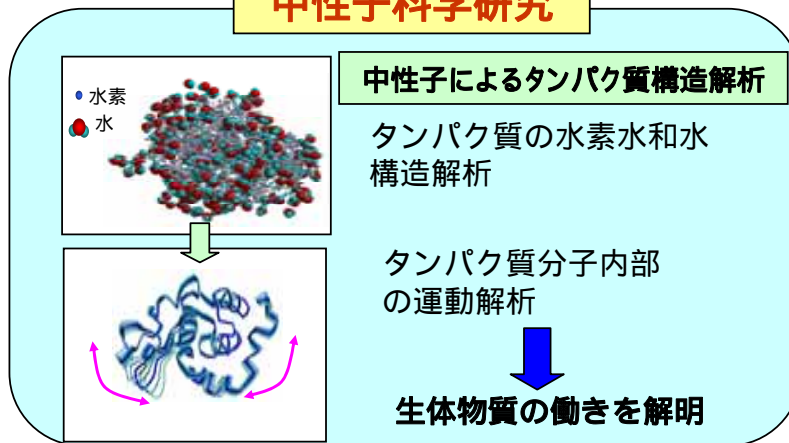 中性子科学研究
水素
水
中性子によるタンパク質構造解析
タンパク質の水素水和水
構造解析
タンパク質分子内部
の運動解析
生体物質の働きを解明